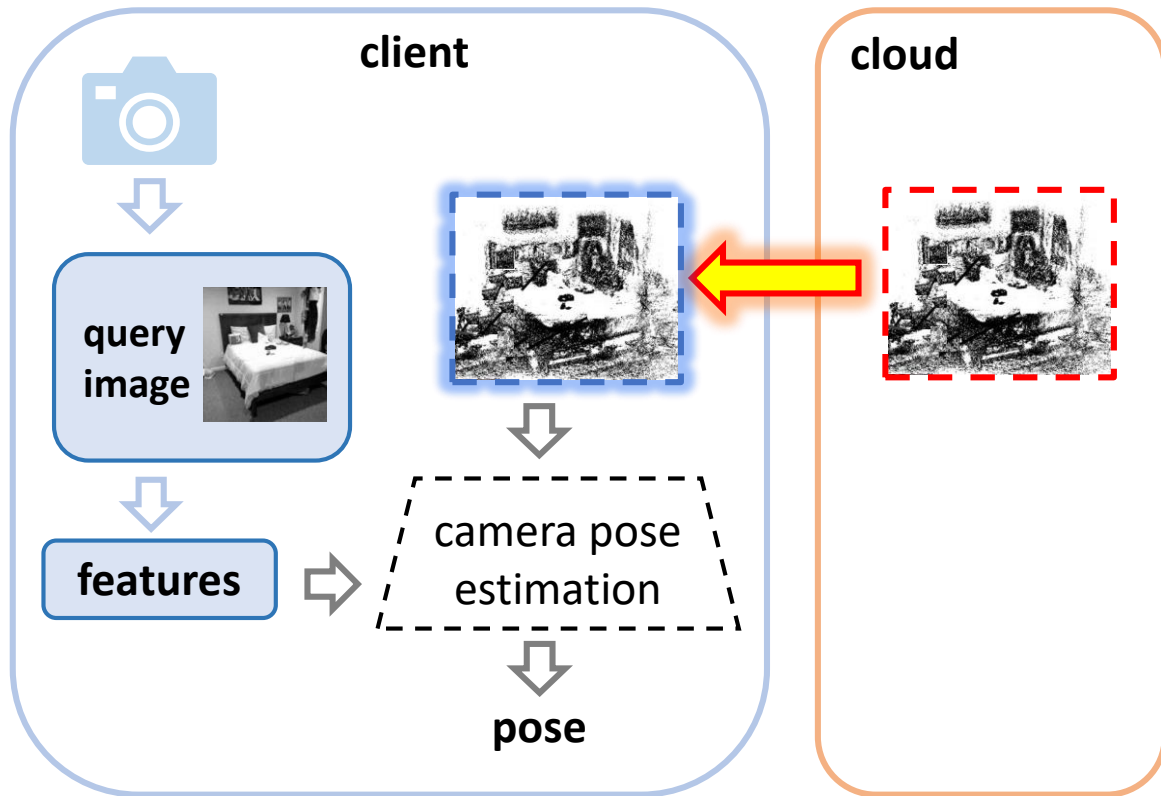 client
cloud
query
image
features
camera pose
estimation
pose